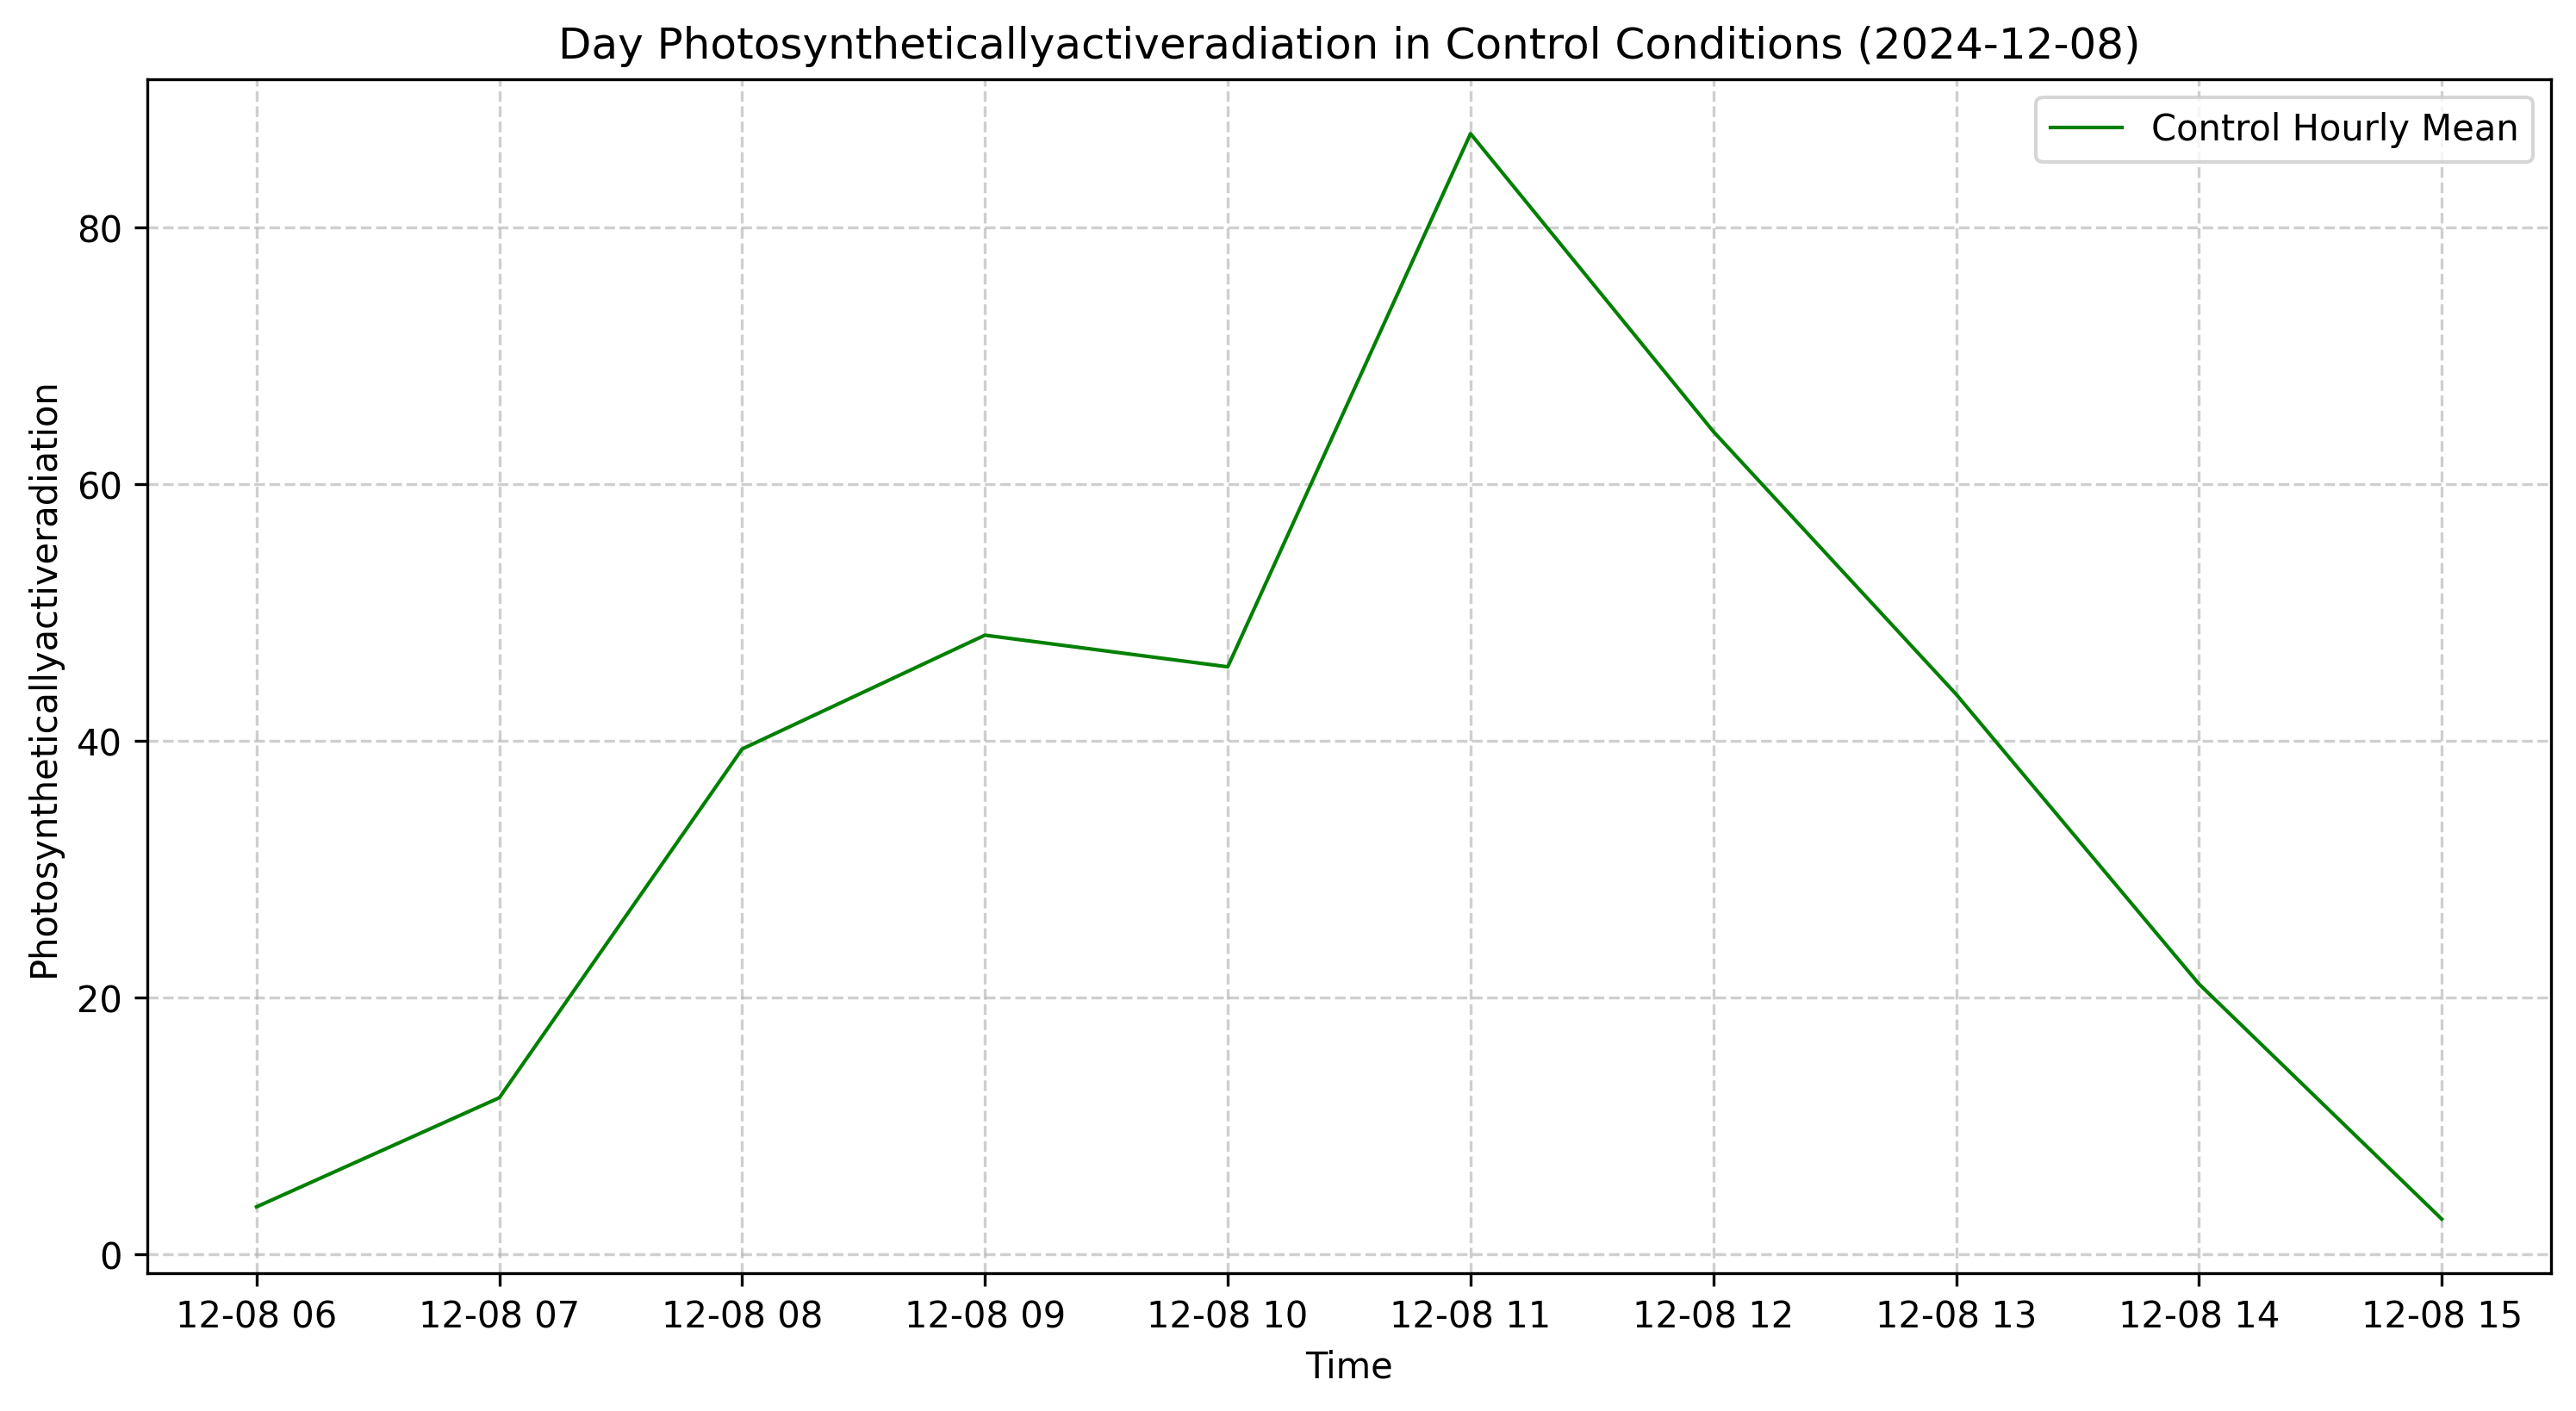 Day Photosyntheticallyactiveradiation in Control Conditions (2024-12-08)
Control Hourly Mean
Photosyntheticallyactiveradiation
80
60
40
20
0
12-08 06 12-08 07 12-08 08 12-08 09 12-08 10 12-08 11 12-08 12 12-08 13 12-08 14 12-08 15
Time